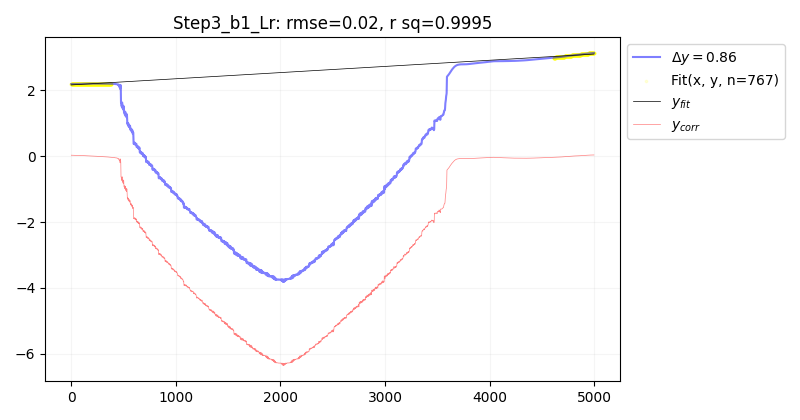 Step3_b1_Lr: rmse=0.02, r sq=0.9995
Δy = 0.86
Fit(x, y, n=767)
y_fit
y_corr
2
0
−2
−4
−6
0 1000 2000 3000 4000 5000